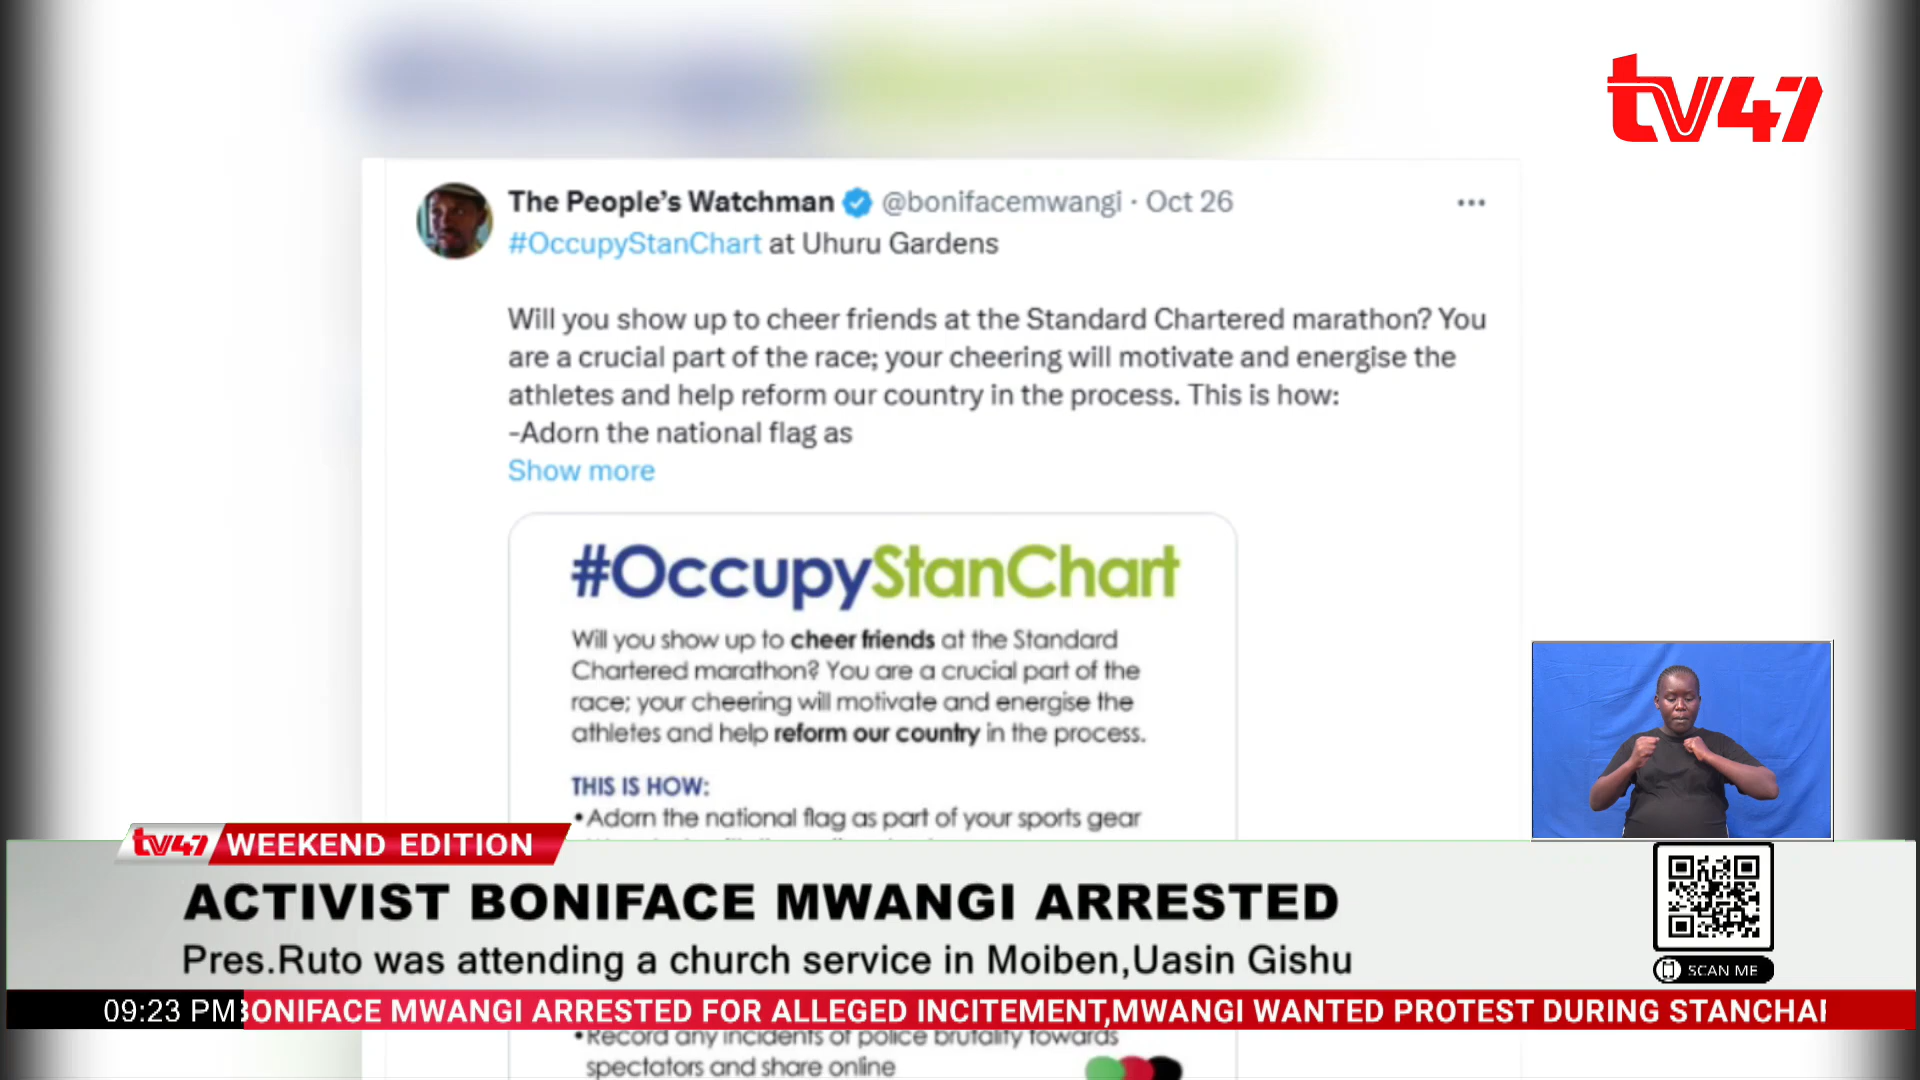 tv47
The People's Watchman @bonifacemwangi · Oct 26
#OccupyStanChart at Uhuru Gardens
Will you show up to cheer friends at the Standard Chartered marathon? You
are a crucial part of the race; your cheering will motivate and energise the
athletes and help reform our country in the process. This is how:
-Adorn the national flag as
Show more
#OccupyStanChart
Will you show up to cheer friends at the Standard
Chartered marathon? You are a crucial part of the
race; your cheering will motivate and energise the
athletes and help reform our country in the process.
THIS IS HOW:
•Adorn the national flag as part of your sports gear
tv47 WEEKEND EDITION
ACTIVIST BONIFACE MWANGI ARRESTED
Pres.Ruto was attending a church service in Moiben,Uasin Gishu
SCAN ME
09:23 PM BONIFACE MWANGI ARRESTED FOR ALLEGED INCITEMENT,MWANGI WANTED PROTEST DURING STANCHAR
•Record any incidents of police brutality towards
spectators and share online